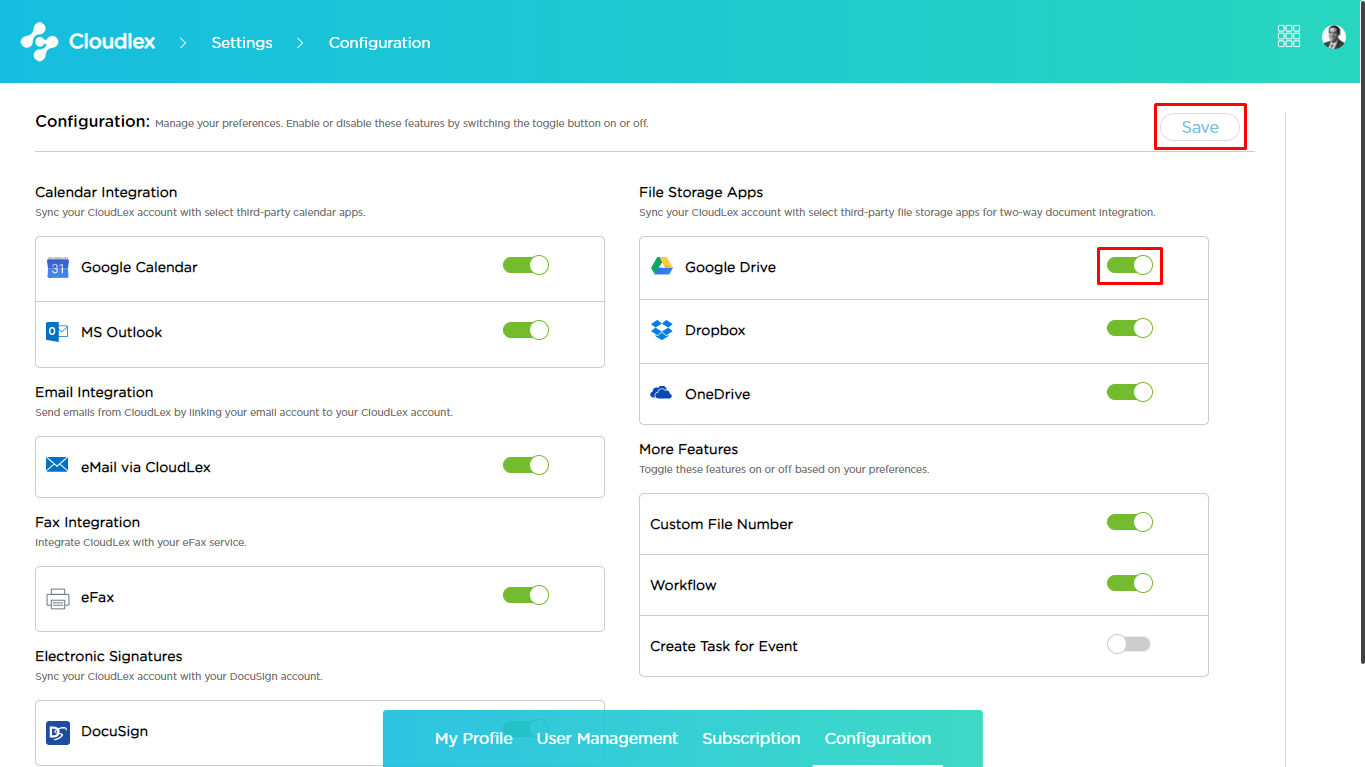 Cloudlex > Settings > Configuration
Configuration: Manage your preferences. Enable or disable these features by switching the toggle button on or off.
Save
Calendar Integration
Sync your CloudLex account with select third-party calendar apps.
31 Google Calendar
MS Outlook
Email Integration
Send emails from CloudLex by linking your email account to your CloudLex account.
eMail via CloudLex
Fax Integration
Integrate CloudLex with your eFax service.
eFax
Electronic Signatures
Sync your CloudLex account with your DocuSign account.
DocuSign
File Storage Apps
Sync your CloudLex account with select third-party file storage apps for two-way document integration.
Google Drive
Dropbox
OneDrive
More Features
Toggle these features on or off based on your preferences.
Custom File Number
Workflow
Create Task for Event
My Profile User Management Subscription Configuration